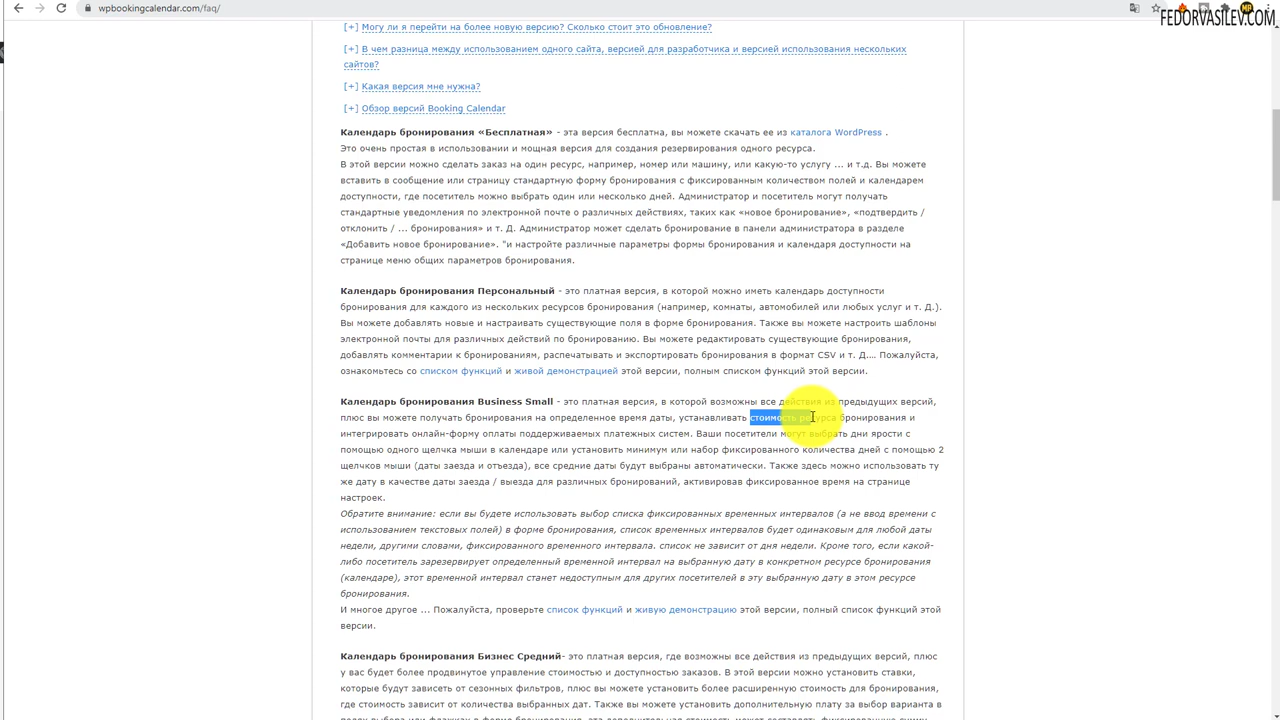 wpbookingcalendar.com/faq/
FEDORVASILEV.COM
[+] Могу ли я перейти на более новую версию? Сколько стоит это обновление?
[+] В чем разница между использованием одного сайта, версией для разработчика и версией использования нескольких
сайтов?
[+] Какая версия мне нужна?
[+] Обзор версий Booking Calendar
Календарь бронирования «Бесплатная» - эта версия бесплатна, вы можете скачать ее из каталога WordPress .
Это очень простая в использовании и мощная версия для создания резервирования одного ресурса.
В этой версии можно сделать заказ на один ресурс, например, номер или машину, или какую-то услугу ... и т.д. Вы можете
вставить в сообщение или страницу стандартную форму бронирования с фиксированным количеством полей и календарем
доступности, где посетитель можно выбрать один или несколько дней. Администратор и посетитель могут получать
стандартные уведомления по электронной почте о различных действиях, таких как «новое бронирование», «подтвердить /
отклонить / ... бронирования» и т. Д. Администратор может сделать бронирование в панели администратора в разделе
«Добавить новое бронирование». "и настройте различные параметры формы бронирования и календаря доступности на
странице меню общих параметров бронирования.
Календарь бронирования Персональный - это платная версия, в которой можно иметь календарь доступности
бронирования для каждого из нескольких ресурсов бронирования (например, комнаты, автомобилей или любых услуг и т. Д.).
Вы можете добавлять новые и настраивать существующие поля в форме бронирования. Также вы можете настроить шаблоны
электронной почты для различных действий по бронированию. Вы можете редактировать существующие бронирования,
добавлять комментарии к бронированиям, распечатывать и экспортировать бронирования в формат CSV и т. Д.... Пожалуйста,
ознакомьтесь со списком функций и живой демонстрацией этой версии, полным списком функций этой версии.
Календарь бронирования Business Small - это платная версия, в которой возможны все действия из предыдущих версий,
плюс вы можете получать бронирования на определенное время даты, устанавливать стоимость ресурса бронирования и
интегрировать онлайн-форму оплаты поддерживаемых платежных систем. Ваши посетители могут выбрать дни ярости с
помощью одного щелчка мыши в календаре или установить минимум или набор фиксированного количества дней с помощью 2
щелчков мыши (даты заезда и отъезда), все средние даты будут выбраны автоматически. Также здесь можно использовать ту
же дату в качестве даты заезда / выезда для различных бронирований, активировав фиксированное время на странице
настроек.
Обратите внимание: если вы будете использовать выбор списка фиксированных временных интервалов (а не ввод времени с
использованием текстовых полей) в форме бронирования, список временных интервалов будет одинаковым для любой даты
недели, другими словами, фиксированного временного интервала. список не зависит от дня недели. Кроме того, если какой-
либо посетитель зарезервирует определенный временной интервал на выбранную дату в конкретном ресурсе бронирования
(календаре), этот временной интервал станет недоступным для других посетителей в эту выбранную дату в этом ресурсе
бронирования.
И многое другое ... Пожалуйста, проверьте список функций и живую демонстрацию этой версии, полный список функций этой
версии.
Календарь бронирования Бизнес Средний- это платная версия, где возможны все действия из предыдущих версий, плюс
у вас будет более продвинутое управление стоимостью и доступностью заказов. В этой версии можно установить ставки,
которые будут зависеть от сезонных фильтров, плюс вы можете установить более расширенную стоимость для бронирования,
где стоимость зависит от количества выбранных дат. Также вы можете установить дополнительную плату за выбор варианта в